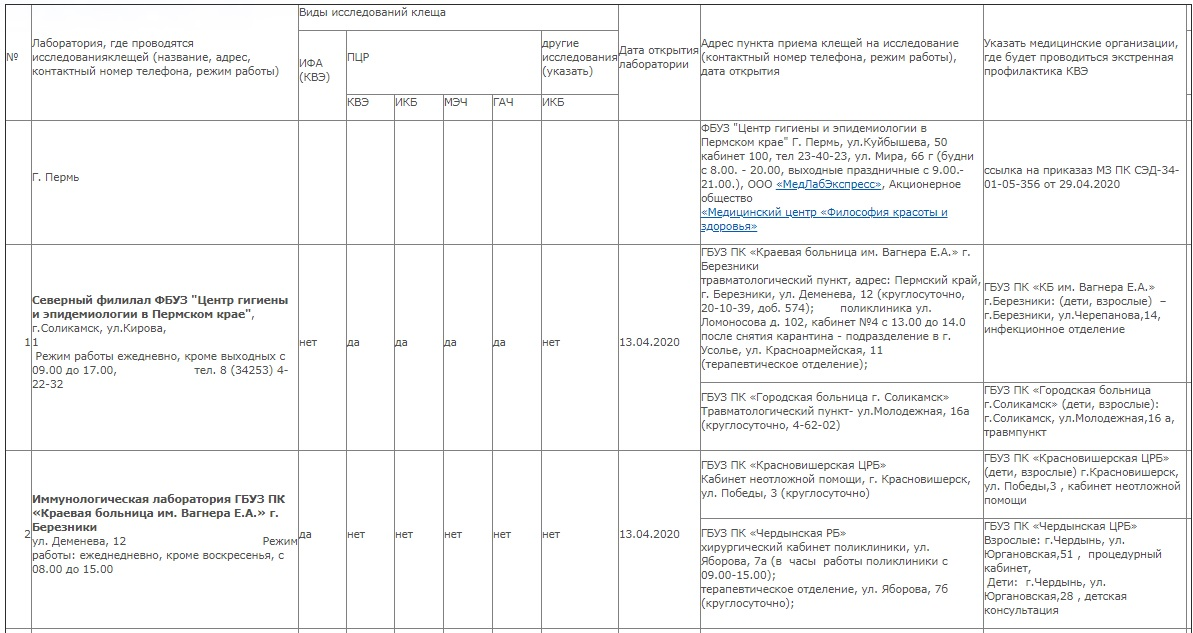 №
Лаборатория, где проводятся
исследованияклещей (название, адрес,
контактный номер телефона, режим работы)
Виды исследований клеща
ИФА
(КВЭ)
ПЦР
другие
исследования
(указать)
КВЭ
ИКБ
МЭЧ
ГАЧ
ИКБ
Дата открытия
лаборатории
Адрес пункта приема клещей на исследование
(контактный номер телефона, режим работы),
дата открытия
Указать медицинские организации,
где будет проводиться экстренная
профилактика КВЭ
Г. Пермь
ФБУЗ "Центр гигиены и эпидемиологии в
Пермском крае" Г. Пермь, ул.Куйбышева, 50
кабинет 100, тел 23-40-23, ул. Мира, 66 г (будни
с 8.00. - 20.00, выходные праздничные с 9.00.-
21.00.), ООО «МедЛабЭкспресс», Акционерное
общество
«Медицинский центр «Философия красоты и
здоровья»
ссылка на приказаз МЗ ПК СЭД-34-
01-05-356 от 29.04.2020
1
Северный филилал ФБУЗ "Центр гигиены
и эпидемиологии в Пермском крае",
г.Соликамск, ул.Кирова,
11
Режим работы ежедневно, кроме выходных с
09.00 до 17.00, тел. 8 (34253) 4-
22-32
нет
да
да
да
да
нет
13.04.2020
ГБУЗ ПК «Краевая больница им. Вагнера Е.А.» г.
Березники
травматологический пункт, адрес: Пермский край,
г. Березники, ул. Деменева, 12 (круглосуточно,
20-10-39, доб. 574); поликлиника ул.
Ломоносова д. 102, кабинет №4 с 13.00 до 14.0
после снятия карантина - подразделение в г.
Усолье, ул. Красноармейская, 11
(терапевтическое отделение);
ГБУЗ ПК «КБ им. Вагнера Е.А.»
г.Березники: (дети, взрослые) –
г.Березники, ул.Черепанова,14,
инфекционное отделение
ГБУЗ ПК «Городская больница г. Соликамск»
Травматологический пункт- ул.Молодежная, 16а
(круглосуточно, 4-62-02)
ГБУЗ ПК «Городская больница
г.Соликамск» (дети, взрослые):
г.Соликамск, ул.Молодежная,16 а,
травмпункт
2
Иммунологическая лаборатория ГБУЗ ПК
«Краевая больница им. Вагнера Е.А.» г.
Березники
ул. Деменева, 12 Режим
работы: ежеднедневно, кроме воскресенья, с
08.00 до 15.00
да
нет
нет
нет
нет
нет
13.04.2020
ГБУЗ ПК «Красновишерская ЦРБ»
Кабинет неотложной помощи, г. Красновишерск,
ул. Победы, 3 (круглосуточно)
ГБУЗ ПК «Красновишерская ЦРБ»
(дети, взрослые) г.Красновишерск,
ул. Победы,3 , кабинет неотложной
помощи
ГБУЗ ПК «Чердынская РБ»
хирургический кабинет поликлиники, ул.
Яборова, 7а (в часы работы поликлиники с
09.00-15.00);
терапевтическое отделение, ул. Яборова, 7б
(круглосуточно);
ГБУЗ ПК «Чердынская ЦРБ»
Взрослые: г.Чердынь, ул.
Юргановская,51 , процедурный
кабинет,
Дети: г.Чердынь, ул.
Юргановская,28 , детская
консультация